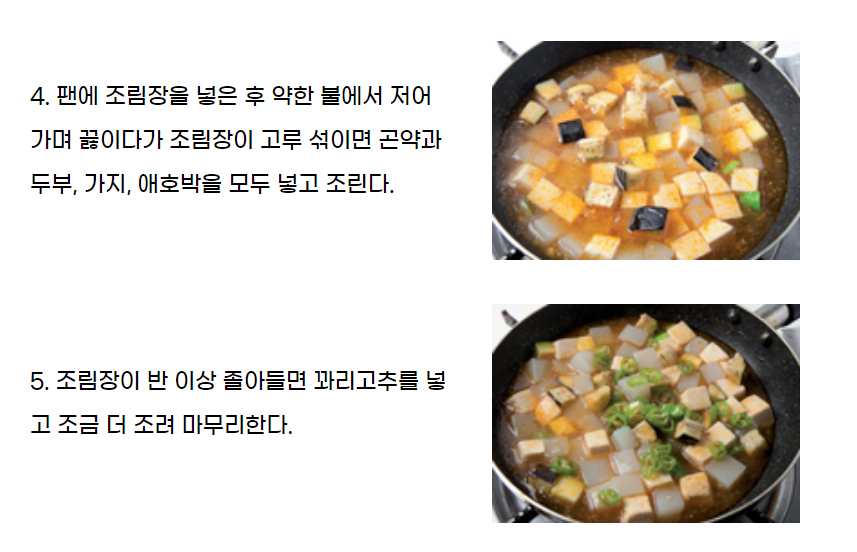 4. 팬에 조림장을 넣은 후 약한 불에서 저어
가며 끓이다가 조림장이 고루 섞이면 곤약과
두부, 가지, 애호박을 모두 넣고 조린다.
5. 조림장이 반 이상 졸아들면 꽈리고추를 넣
고 조금 더 조려 마무리한다.